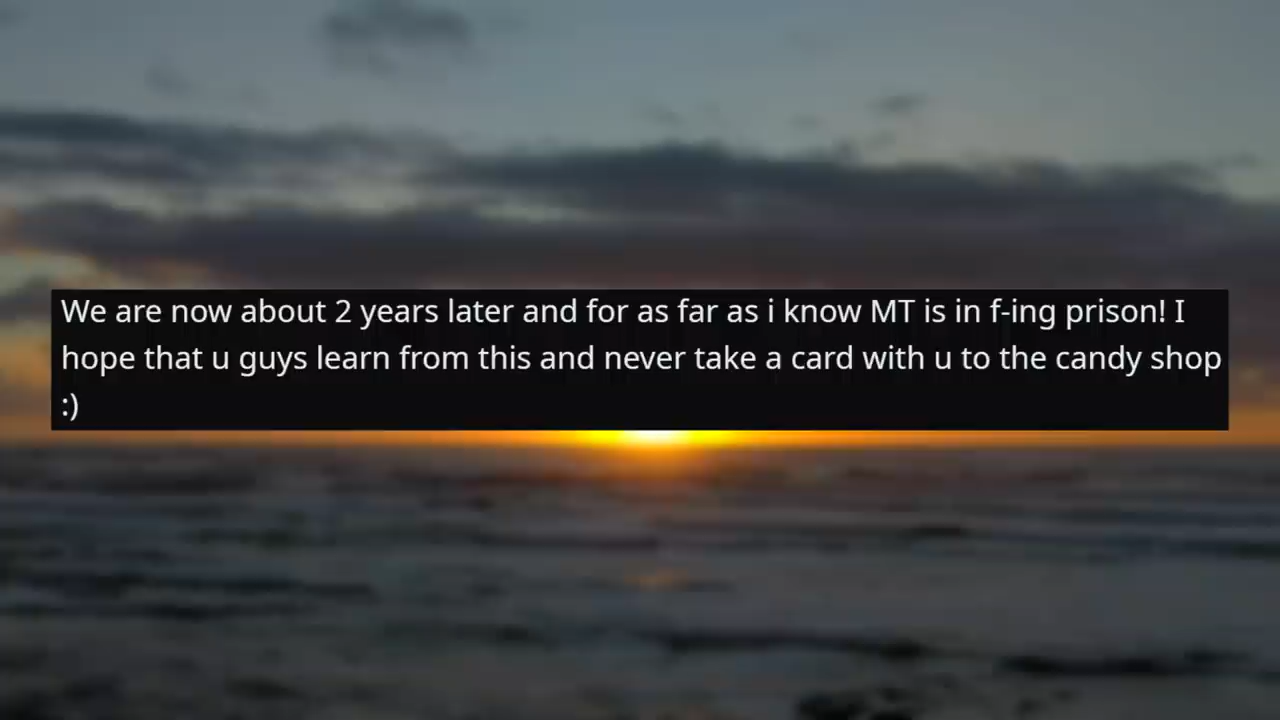 We are now about 2 years later and for as far as i know MT is in f-ing prison! I
hope that u guys learn from this and never take a card with u to the candy shop
:)